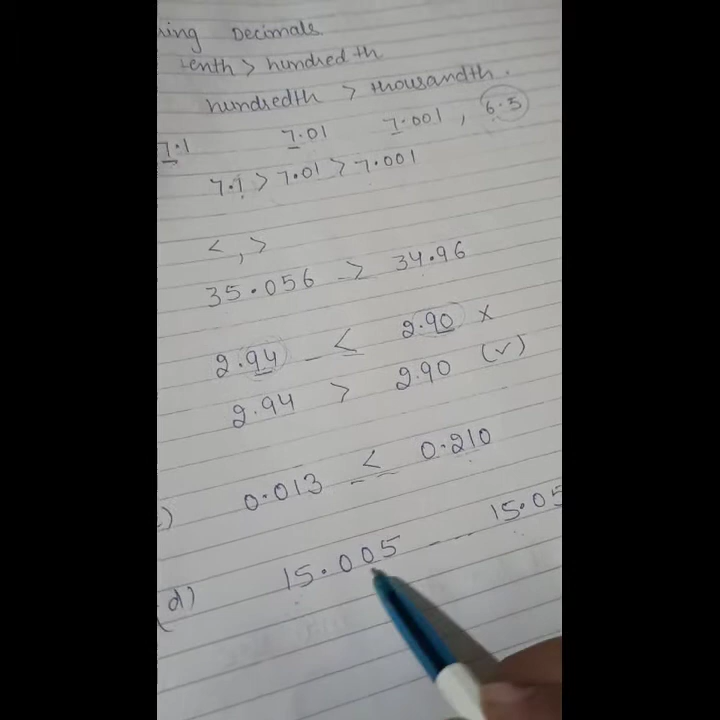 ring Decimals
tenth > hundredth
hundredth > thousandth.
7.1 7.01 7.001, 6.5
7.1 > 7.01 > 7.001
<, >
35.056 > 34.96
2.94 < 2.90 x
2.94 > 2.90 (✓)
) 0.013 < 0.210
(d) 15.005 --- 15.05